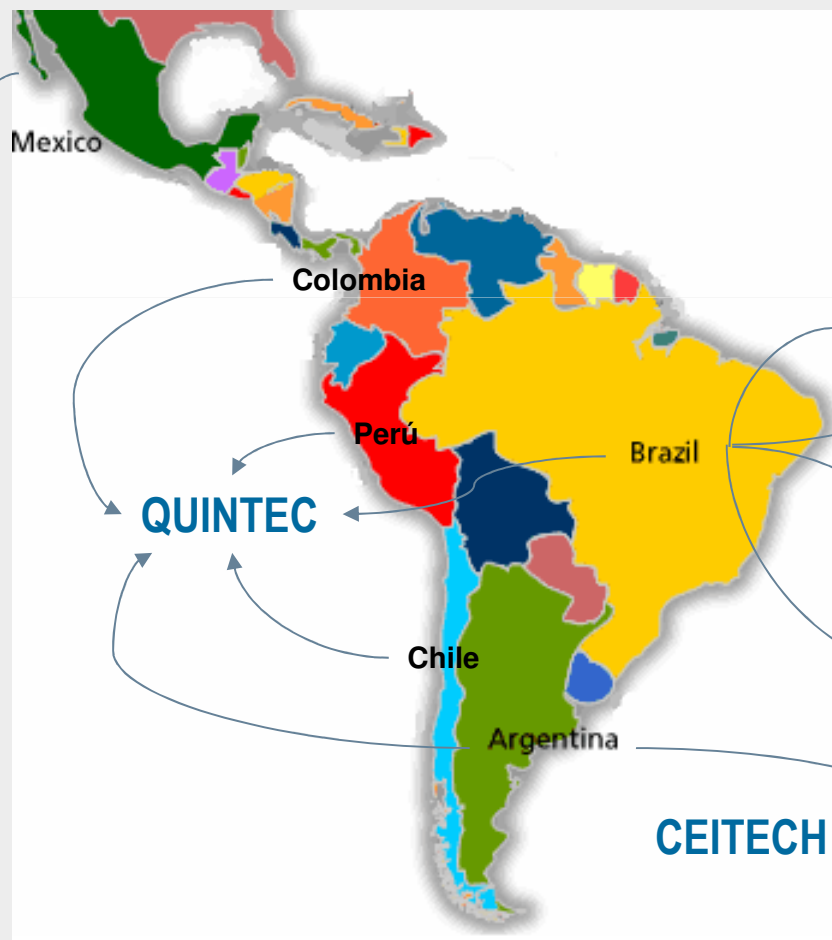 Mexico
Colombia
Perú
Brazil
QUINTEC
Chile
Argentina
CEITECH